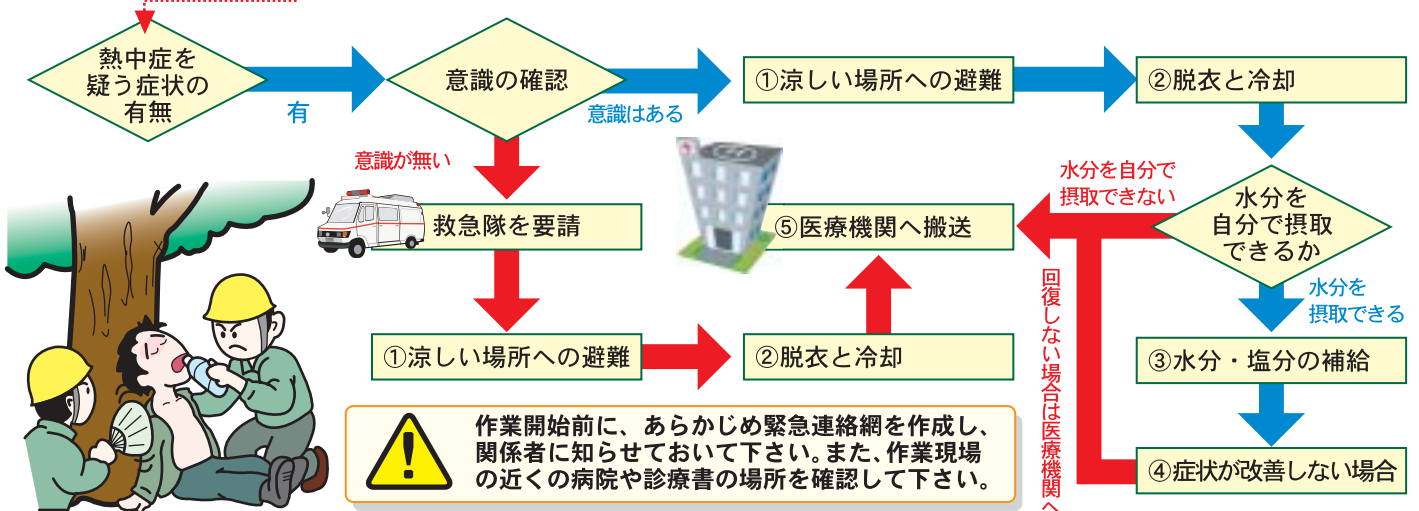 熱中症を
疑う症状の
有無
有
意識の確認
意識はある
①涼しい場所への避難
②脱衣と冷却
意識が無い
救急隊を要請
①涼しい場所への避難
②脱衣と冷却
⑤医療機関へ搬送
水分を自分で
摂取できない
水分を
自分で摂取
できるか
水分を
摂取できる
③水分・塩分の補給
④症状が改善しない場合
回復しない場合は医療機関へ
作業開始前に、あらかじめ緊急連絡網を作成し、
関係者に知らせておいて下さい。また、作業現場
の近くの病院や診療書の場所を確認して下さい。